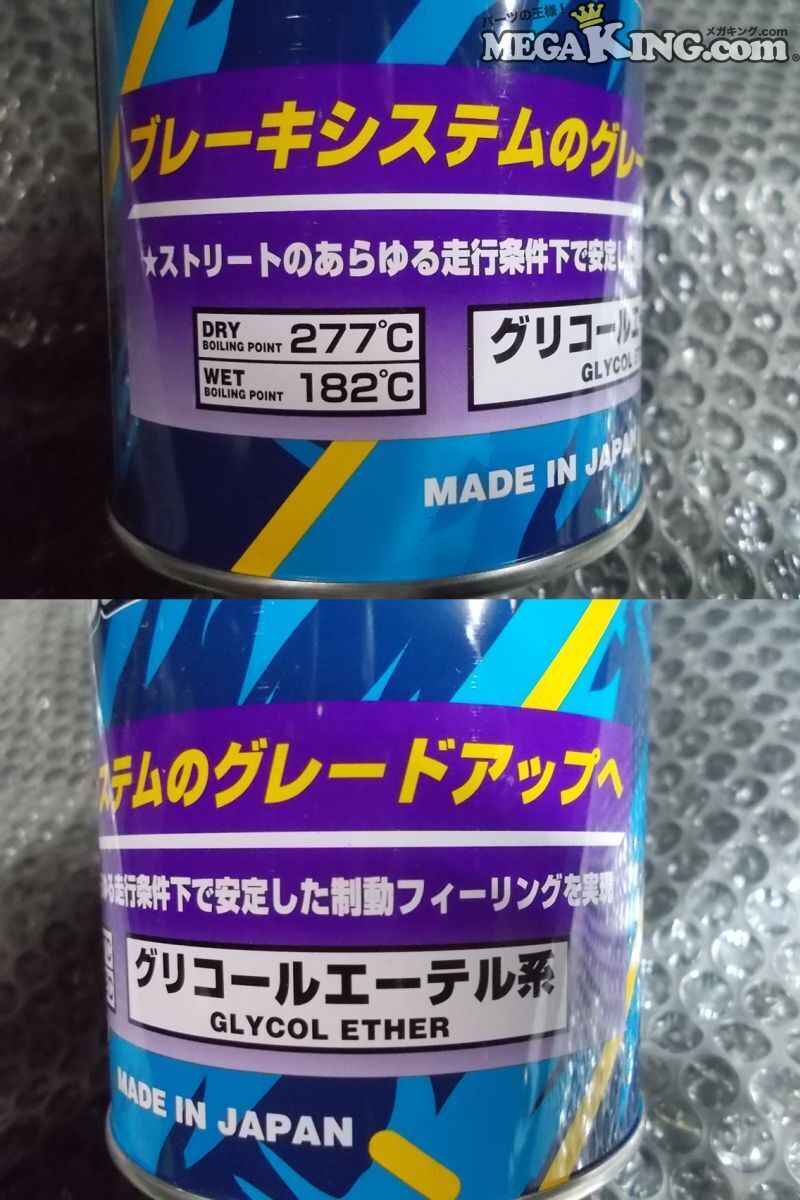 パーツの王様！
メガキング.com
MEGAKING.com®
ブレーキシステムのグレー
★ストリートのあらゆる走行条件下で安定し
DRY
BOILING POINT 277℃
グリコールエ
GLYCOL E
WET
BOILING POINT 182℃
MADE IN JAPAN
ステムのグレードアップへ
る走行条件下で安定した制動フィーリングを実現
グリコールエーテル系
GLYCOL ETHER
MADE IN JAPAN